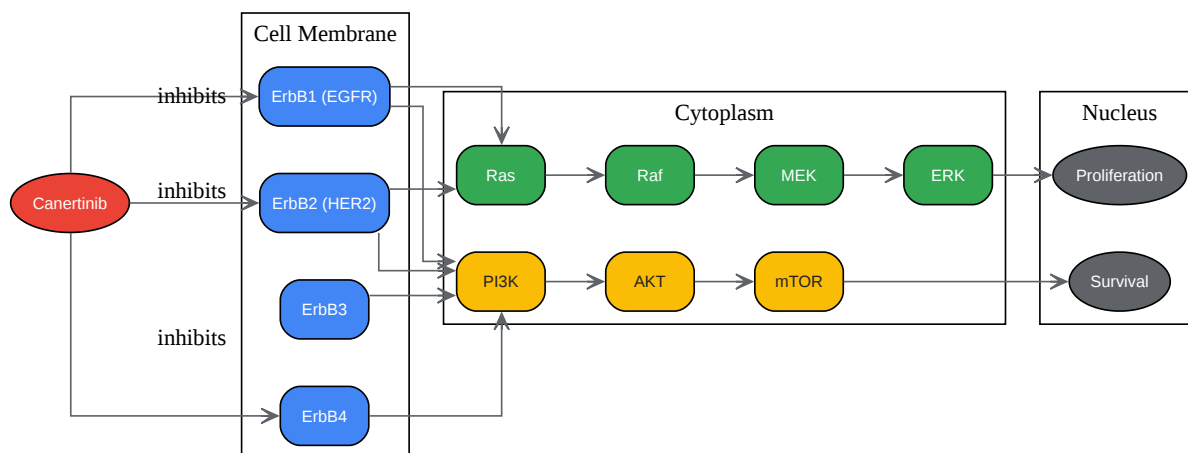 Cell Membrane
inhibits
ErbB1 (EGFR)
Cytoplasm
Nucleus
Ras
Raf
MEK
ERK
Proliferation
Canertinib
inhibits
ErbB2 (HER2)
PI3K
AKT
mTOR
Survival
ErbB3
inhibits
ErbB4